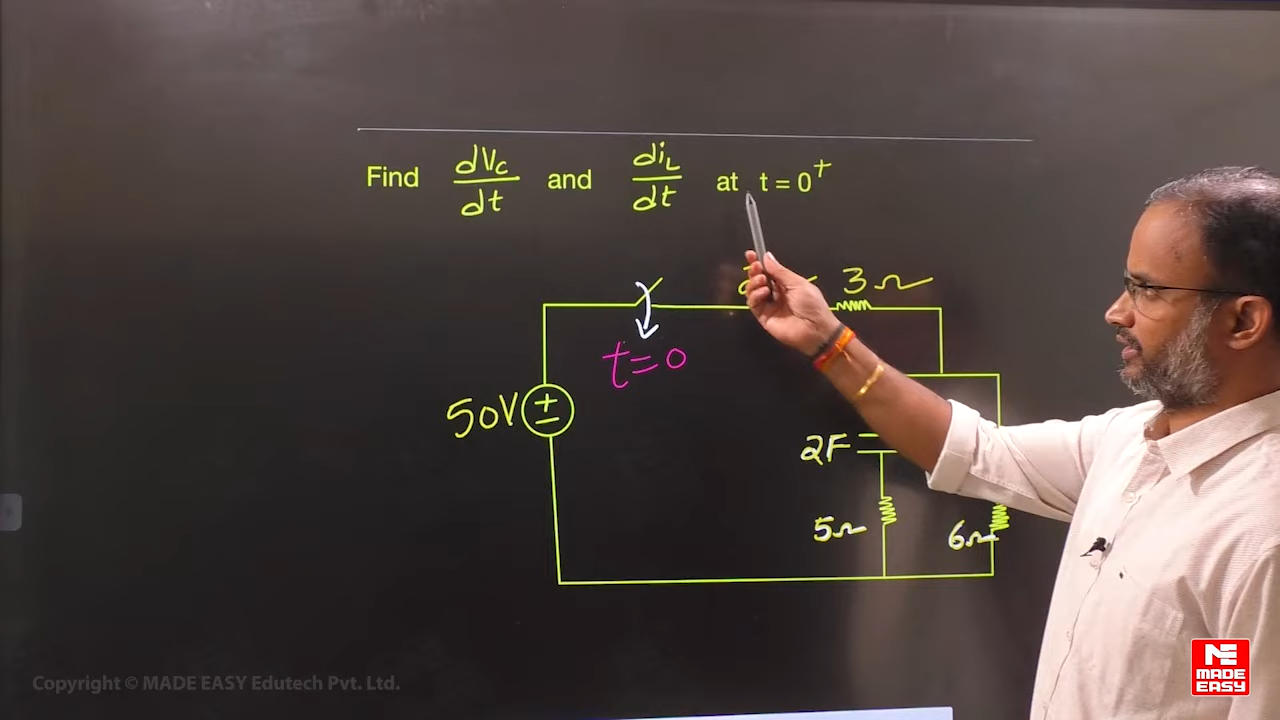 Find dVc/dt and diL/dt at t = 0⁺
3Ω
t=0
50V
2F
5Ω
6Ω
Copyright © MADE EASY Edutech Pvt. Ltd.
ME
MADE
EASY